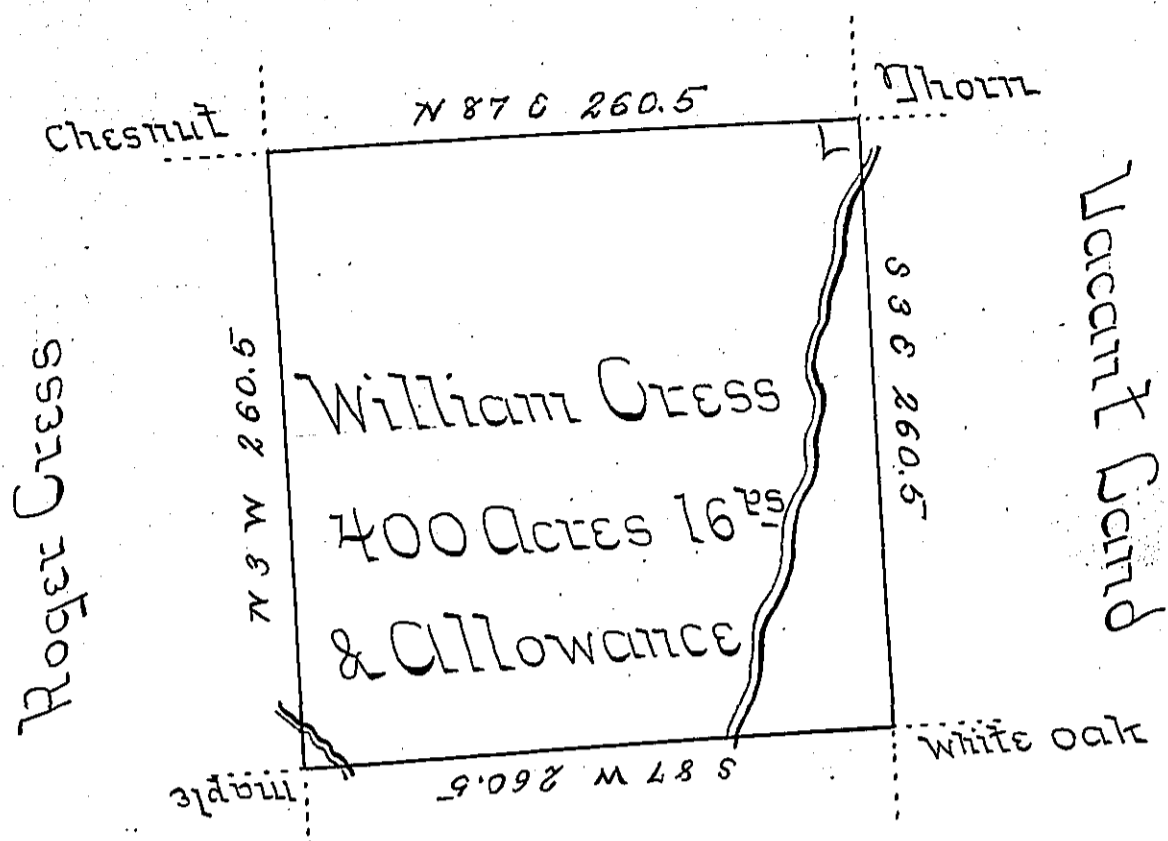 Chesnut
N 87 E 260.5
Thorn
L
Roger Cress
N 3 W 260.5
William Cress
400 Acres 16 ps
& Allowance
S 3 E 260.5
Vacant Land
maple
S 87 W 260.5
White oak